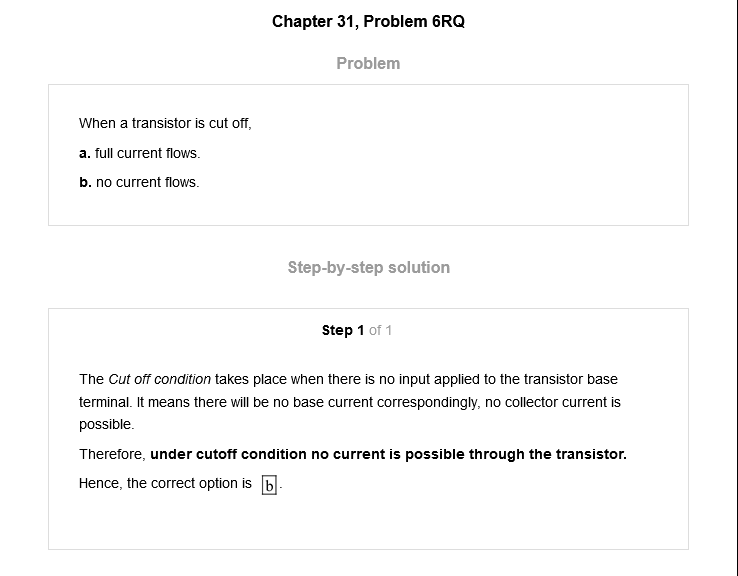 Chapter 31, Problem 6RQ
Problem
When a transistor is cut off,
a. full current flows.
b. no current flows.
Step-by-step solution
Step 1 of 1
The Cut off condition takes place when there is no input applied to the transistor base
terminal. It means there will be no base current correspondingly, no collector current is
possible.
Therefore, under cutoff condition no current is possible through the transistor.
Hence, the correct option is b.